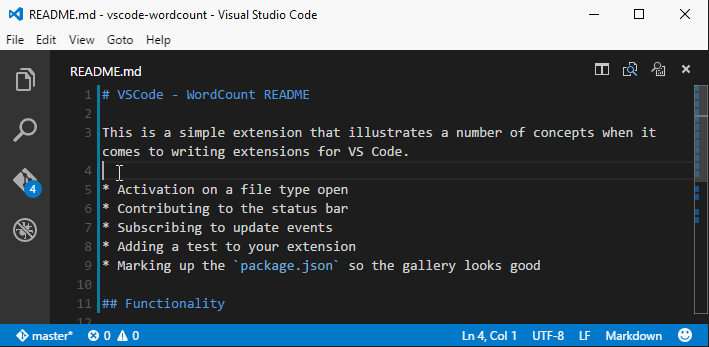 README.md - vscode-wordcount - Visual Studio Code
File Edit View Goto Help
README.md
1 # VSCode - WordCount README
2
3 This is a simple extension that illustrates a number of concepts when it
comes to writing extensions for VS Code.
4
5 * Activation on a file type open
6 * Contributing to the status bar
7 * Subscribing to update events
8 * Adding a test to your extension
9 * Marking up the `package.json` so the gallery looks good
10
11 ## Functionality
12
4
master* 0 0 Ln 4, Col 1 UTF-8 LF Markdown